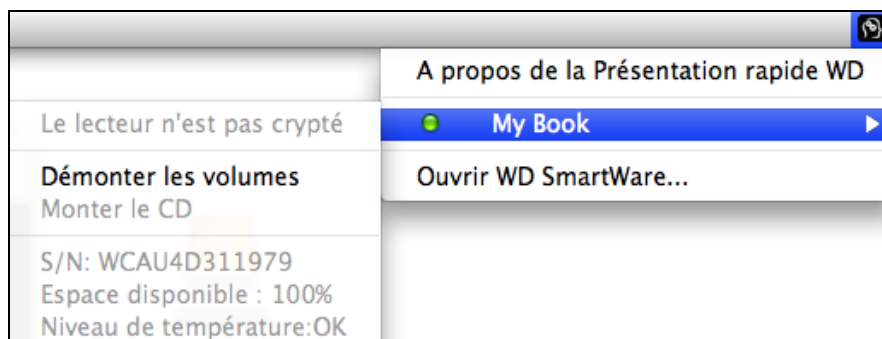 A propos de la Présentation rapide WD
My Book
Ouvrir WD SmartWare...
Le lecteur n'est pas crypté
Démonter les volumes
Monter le CD
S/N: WCAU4D311979
Espace disponible : 100%
Niveau de température:OK